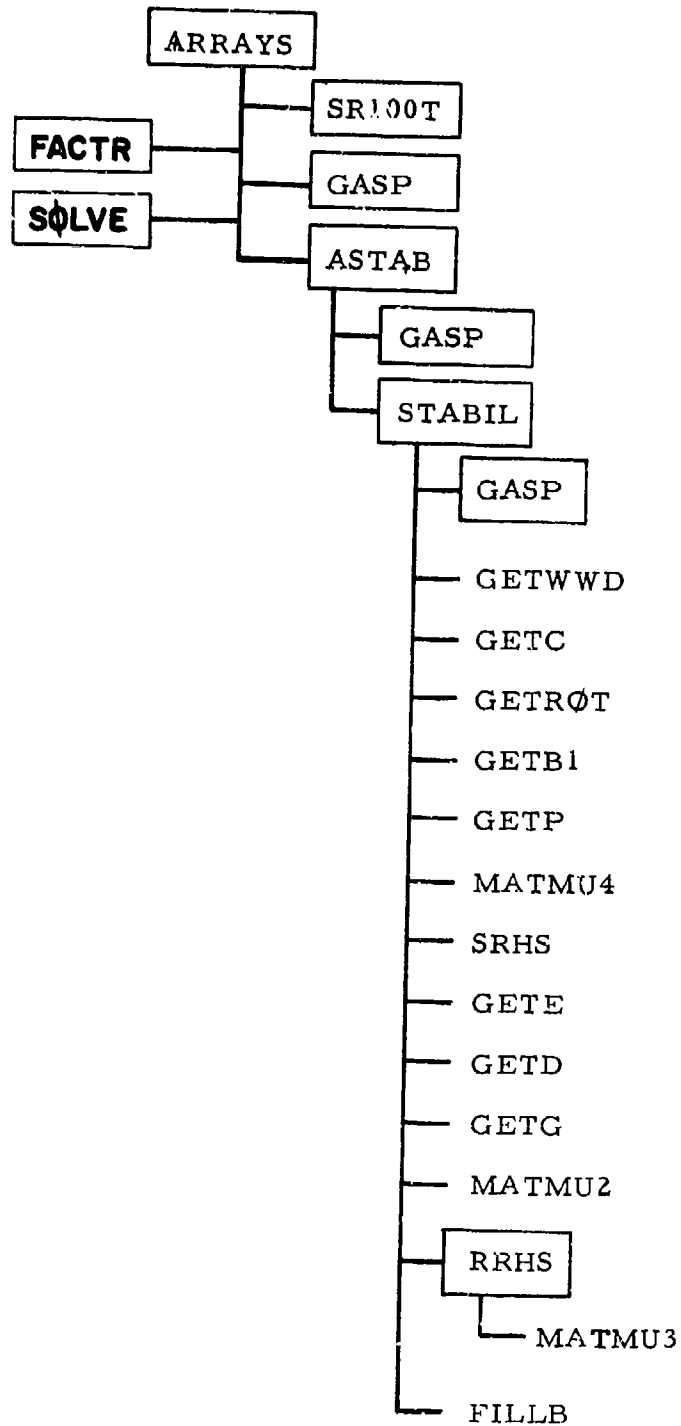 ARRAYS
SR100T
FACTR
GASP
SØLVE
ASTAB
GASP
STABIL
GASP
GETWWD
GETC
GETRØT
GETB1
GETP
MATMU4
SRHS
GETE
GETD
GETG
MATMU2
RRHS
MATMU3
FILLB